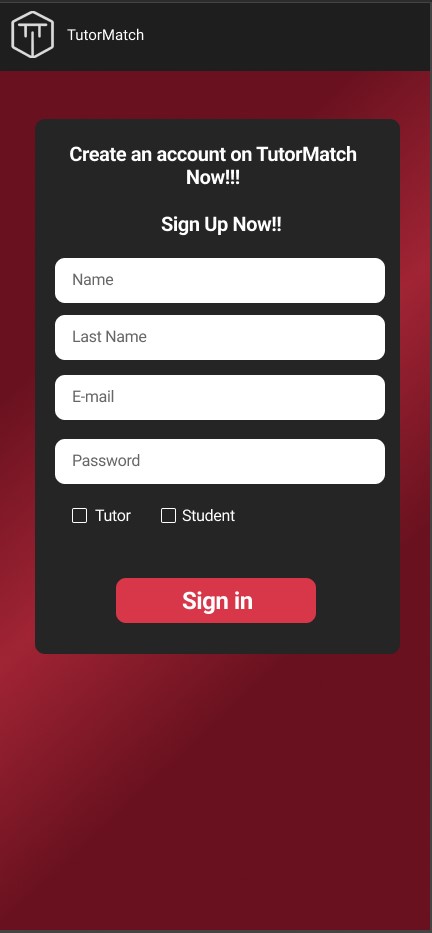 TutorMatch
Create an account on TutorMatch
Now!!!
Sign Up Now!!
Name
Last Name
E-mail
Password
Tutor Student
Sign in